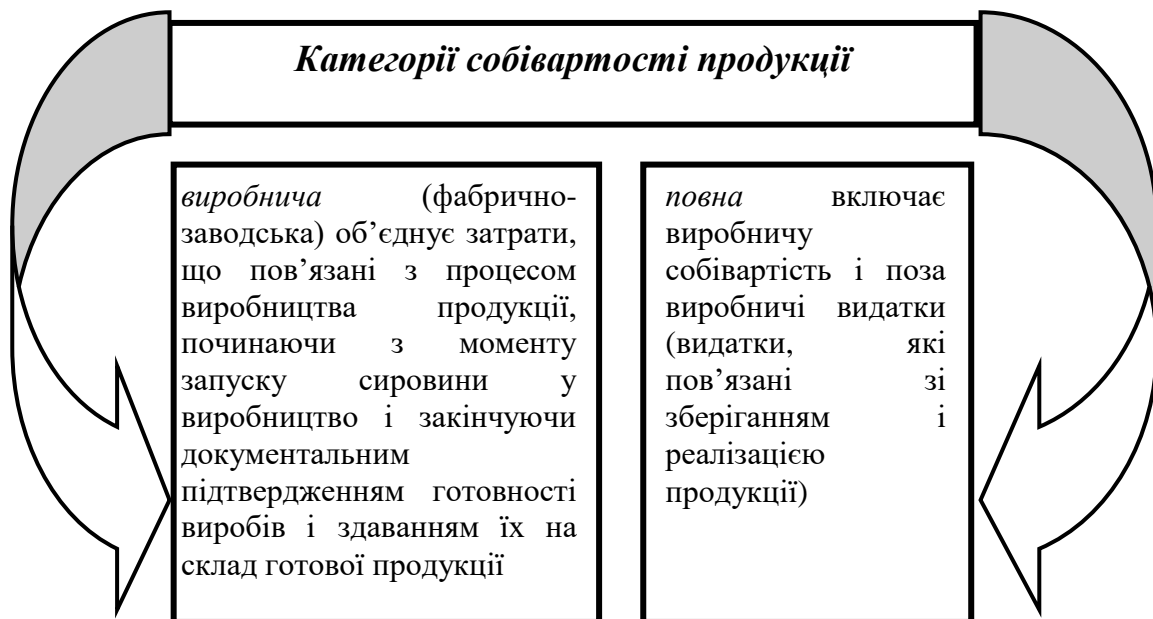 Категорії собівартості продукції
виробнича (фабрично-
заводська) об’єднує затрати,
що пов’язані з процесом
виробництва продукції,
починаючи з моменту
запуску сировини у
виробництво і закінчуючи
документальним
підтвердженням готовності
виробів і здаванням їх на
склад готової продукції
повна включає
виробничу
собівартість і поза
виробничі видатки
(видатки, які
пов’язані зі
зберіганням і
реалізацією
продукції)